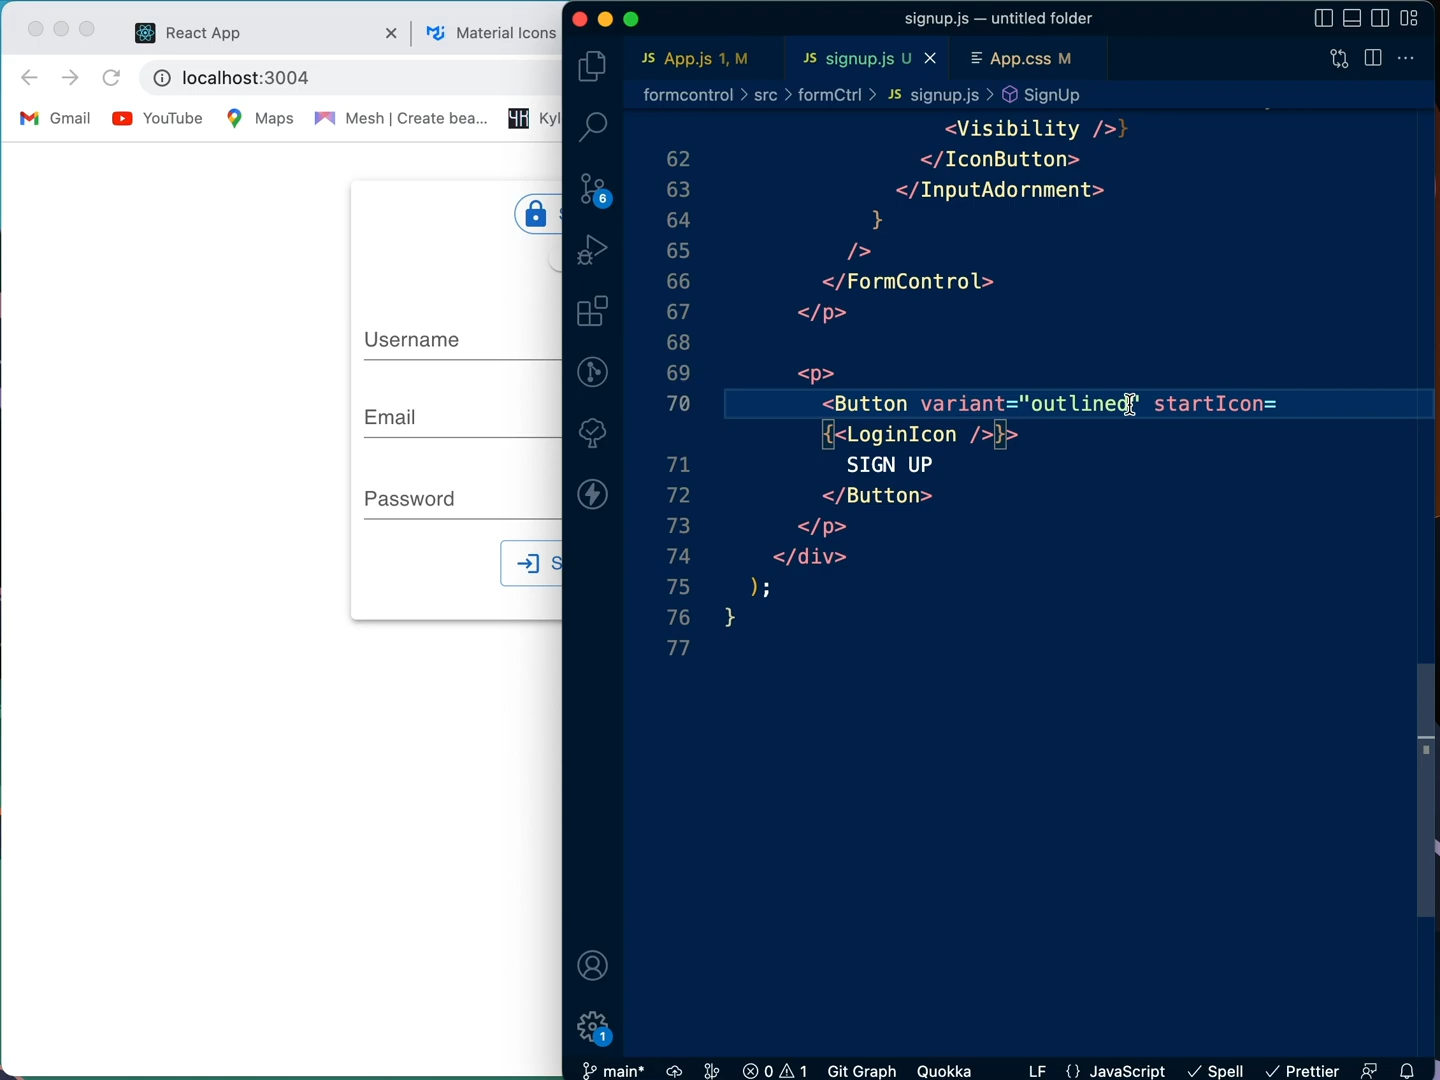 React App
Material Icons
localhost:3004
Gmail
YouTube
Maps
Mesh | Create bea...
Kyl
S
Username
Email
Password
S
signup.js — untitled folder
JS App.js 1, M
JS signup.js U
App.css M
formcontrol > src > formCtrl > JS signup.js > SignUp
<Visibility />}
62 </IconButton>
63 </InputAdornment>
64 }
65 />
66 </FormControl>
67 </p>
68
69 <p>
70 <Button variant="outlined" startIcon=
{<LoginIcon />}>
71 SIGN UP
72 </Button>
73 </p>
74 </div>
75 );
76 }
77
6
1
main* 0 1 Git Graph Quokka LF {} JavaScript Spell Prettier